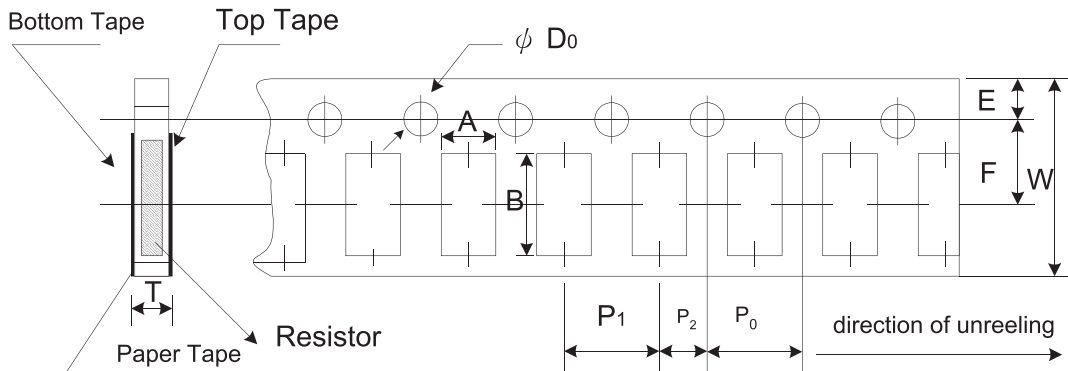 Bottom Tape
Top Tape
ψ D0
E
A
F
W
B
T
P1
P2
P0
Resistor
direction of unreeling
Paper Tape